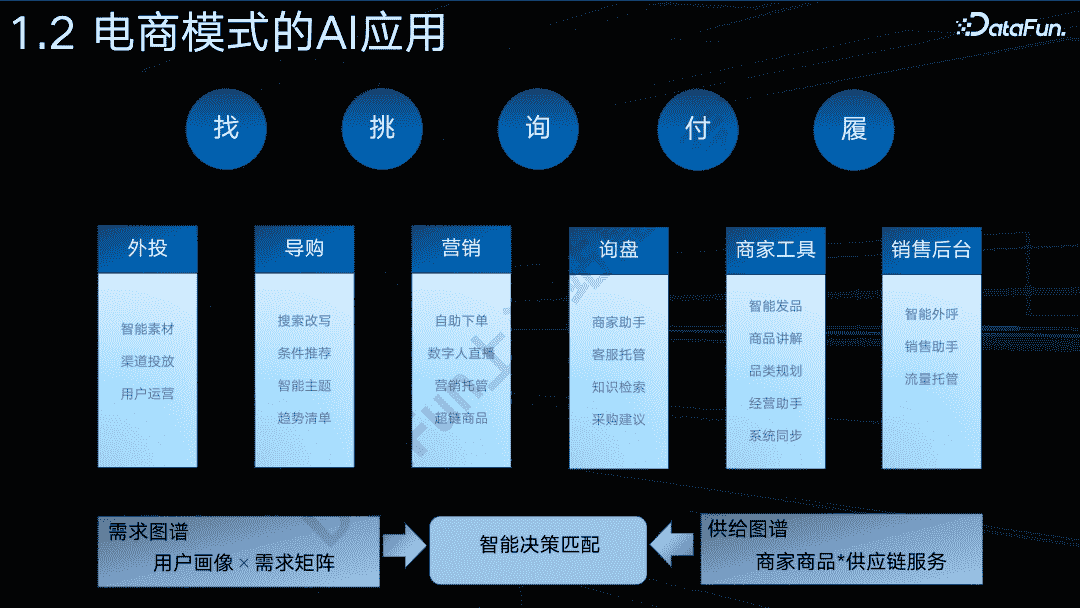 1.2 电商模式的AI应用
DataFun.
找
挑
询
付
履
外投
智能素材
渠道投放
用户运营
导购
搜索改写
条件推荐
智能主题
趋势清单
营销
自助下单
数字人直播
营销托管
超链商品
询盘
商家助手
客服托管
知识检索
采购建议
商家工具
智能发品
商品讲解
品类规划
经营助手
系统同步
销售后台
智能外呼
销售助手
流量托管
需求图谱
用户画像×需求矩阵
智能决策匹配
供给图谱
商家商品*供应链服务